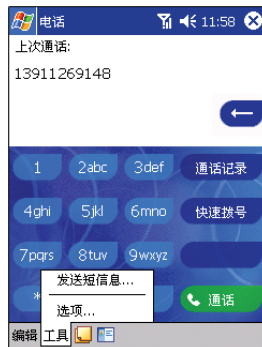 电话 11:58
上次通话:
13911269148
1 2abc 3def 通话记录
4ghi 5jkl 6mno 快速拨号
7pqrs 8tuv 9wxyz
发送短信息...
* 通话
选项...
编辑 工具